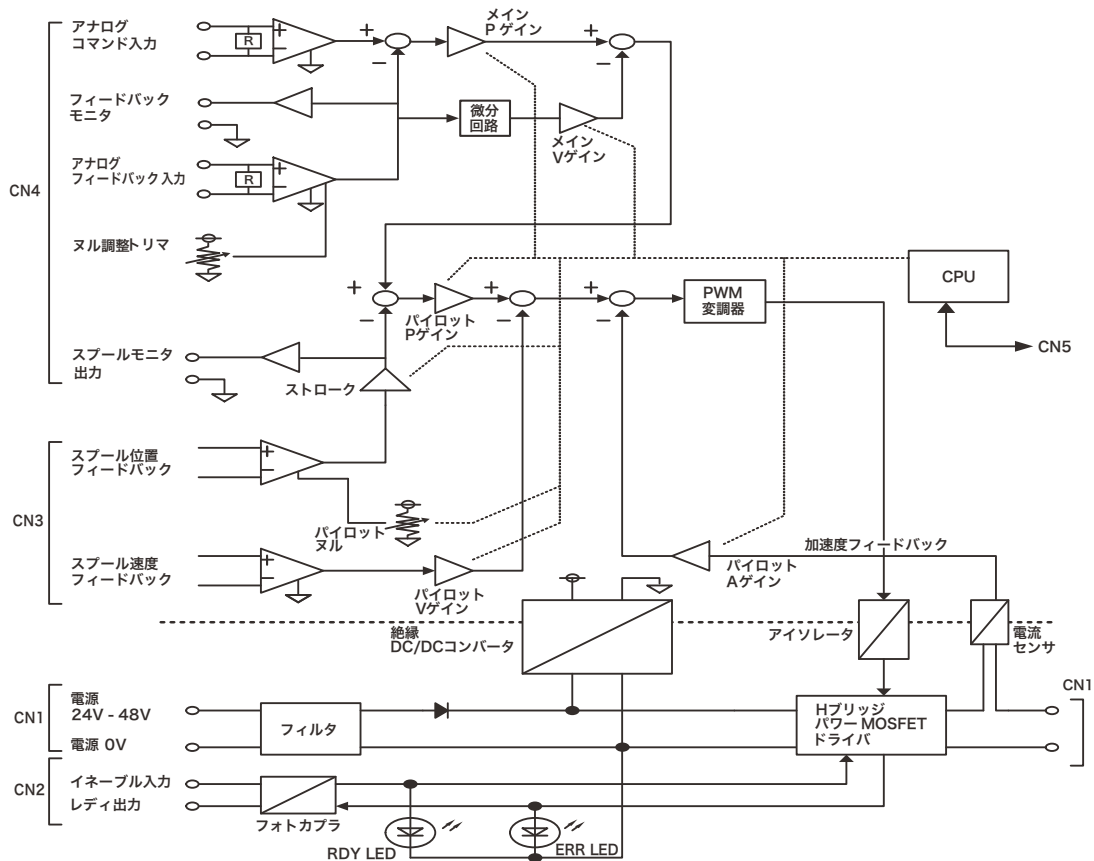 CN4
アナログ
コマンド入力
R
+
−
+
−
メイン
P ゲイン
+
−
フィードバック
モニタ
微分
回路
メイン
Vゲイン
アナログ
フィードバック入力
R
+
−
ヌル調整トリマ
CPU
CN5
+
−
パイロット
Pゲイン
+
−
+
−
PWM
変調器
スプールモニタ
出力
ストローク
CN3
スプール位置
フィードバック
+
−
パイロット
ヌル
スプール速度
フィードバック
+
−
パイロット
Vゲイン
パイロット
Aゲイン
加速度フィードバック
絶縁
DC/DCコンバータ
アイソレータ
電流
センサ
CN1
電源
24V - 48V
電源 0V
フィルタ
Hブリッジ
パワー MOSFET
ドライバ
CN1
CN2
イネーブル入力
レディ出力
フォトカプラ
RDY LED
ERR LED